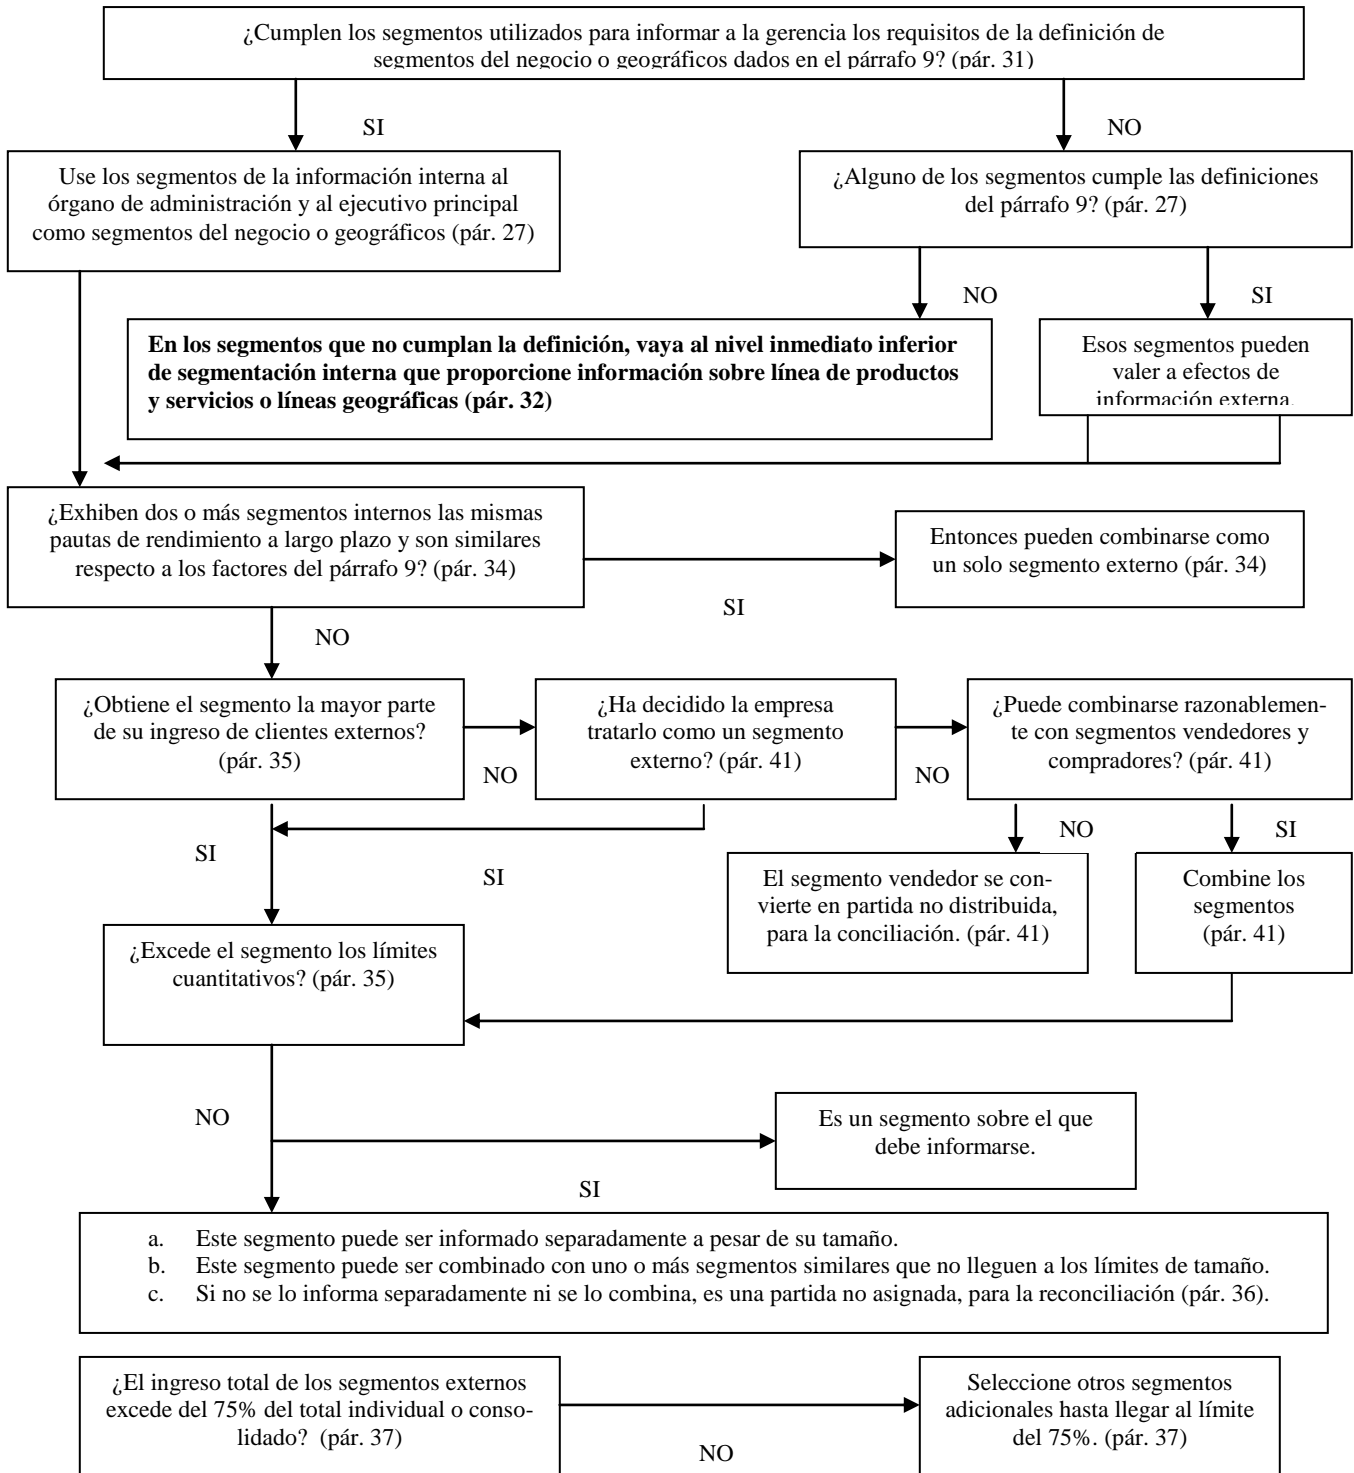 ¿Cumplen los segmentos utilizados para informar a la gerencia los requisitos de la definición de
segmentos del negocio o geográficos dados en el párrafo 9? (pár. 31)
SI
NO
Use los segmentos de la información interna al
órgano de administración y al ejecutivo principal
como segmentos del negocio o geográficos (pár. 27)
¿Alguno de los segmentos cumple las definiciones
del párrafo 9? (pár. 27)
NO
SI
En los segmentos que no cumplan la definición, vaya al nivel inmediato inferior
de segmentación interna que proporcione información sobre línea de productos
y servicios o líneas geográficas (pár. 32)
Esos segmentos pueden
valer a efectos de
información externa.
¿Exhiben dos o más segmentos internos las mismas
pautas de rendimiento a largo plazo y son similares
respecto a los factores del párrafo 9? (pár. 34)
Entonces pueden combinarse como
un solo segmento externo (pár. 34)
SI
NO
¿Obtiene el segmento la mayor parte
de su ingreso de clientes externos?
(pár. 35)
NO
¿Ha decidido la empresa
tratarlo como un segmento
externo? (pár. 41)
NO
¿Puede combinarse razonablemen-
te con segmentos vendedores y
compradores? (pár. 41)
NO
SI
SI
SI
El segmento vendedor se con-
vierte en partida no distribuida,
para la conciliación. (pár. 41)
Combine los
segmentos
(pár. 41)
¿Excede el segmento los límites
cuantitativos? (pár. 35)
NO
Es un segmento sobre el que
debe informarse.
SI
a. Este segmento puede ser informado separadamente a pesar de su tamaño.
b. Este segmento puede ser combinado con uno o más segmentos similares que no lleguen a los límites de tamaño.
c. Si no se lo informa separadamente ni se lo combina, es una partida no asignada, para la reconciliación (pár. 36).
¿El ingreso total de los segmentos externos
excede del 75% del total individual o conso-
lidado? (pár. 37)
NO
Seleccione otros segmentos
adicionales hasta llegar al límite
del 75%. (pár. 37)